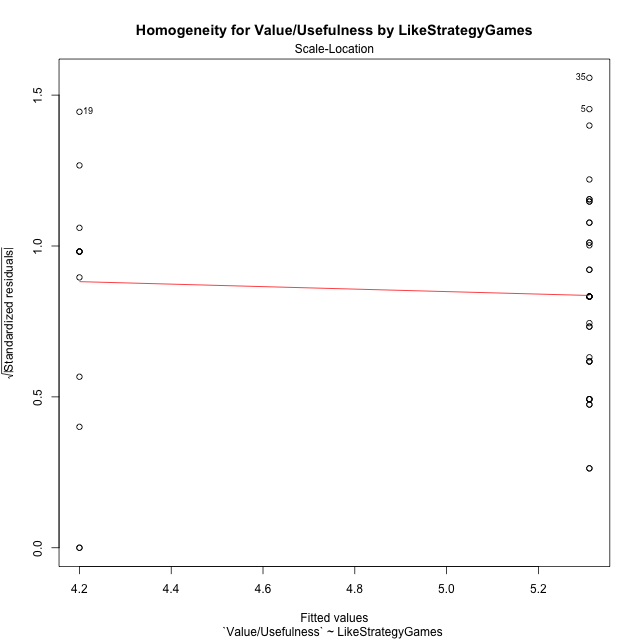 Homogeneity for Value/Usefulness by LikeStrategyGames
Scale-Location
√|Standardized residuals|
1.5
1.0
0.5
0.0
19
35
5
4.2 4.4 4.6 4.8 5.0 5.2
Fitted values
`Value/Usefulness` ~ LikeStrategyGames